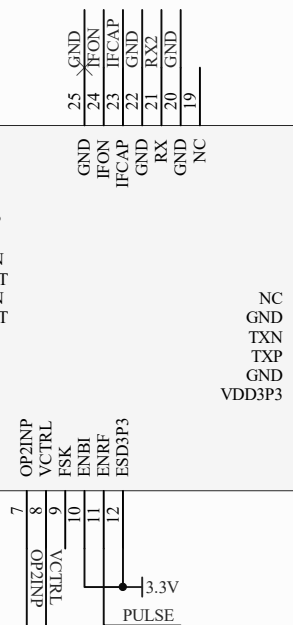 GND
IFON
IFCAP
GND
RX2
GND
25
24
23
22
21
20
19
GND
IFON
IFCAP
GND
RX
GND
NC
NC
GND
TXN
TXP
GND
VDD3P3
OP2INP
VCTRL
FSK
ENBI
ENRF
ESD3P3
7
8
9
10
11
12
OP2INP
VCTRL
3.3V
PULSE